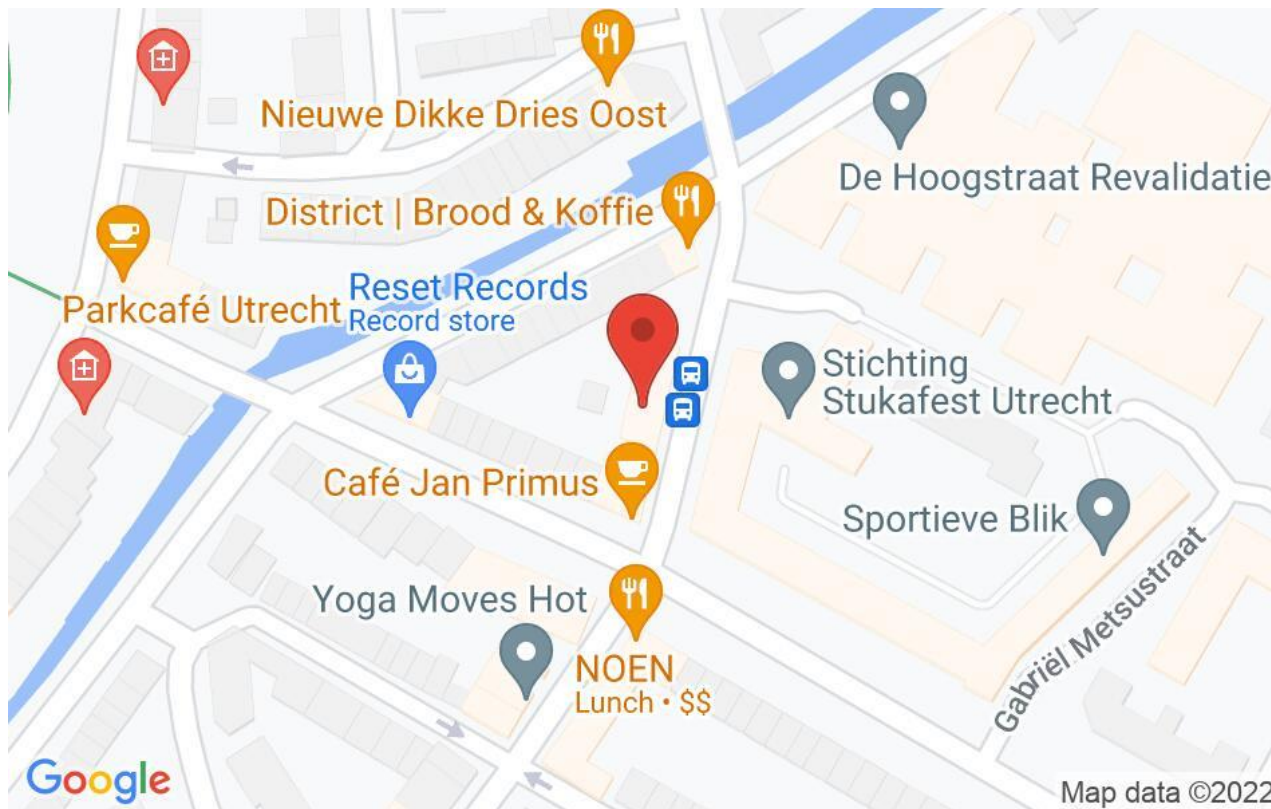 Nieuwe Dikke Dries Oost
De Hoogstraat Revalidatie
District | Brood & Koffie
Reset Records
Record store
Parkcafé Utrecht
Stichting
Stukafest Utrecht
Café Jan Primus
Sportieve Blik
Yoga Moves Hot
Gabriël Metsustraat
NOEN
Lunch • $$
Google
Map data ©2022